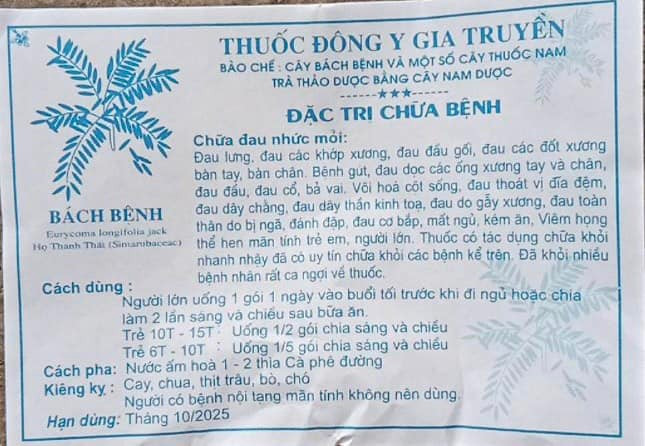 THUỐC ĐÔNG Y GIA TRUYỀN
BÀO CHẾ : CÂY BÁCH BỆNH VÀ MỘT SỐ CÂY THUỐC NAM
TRÀ THẢO DƯỢC BẰNG CÂY NAM DƯỢC
ĐẶC TRỊ CHỮA BỆNH
Chữa đau nhức mỏi:
Đau lưng, đau các khớp xương, đau đấu gối, đau các đốt xương
bàn tay, bàn chân. Bệnh gút, đau dọc các ống xương tay và chân,
đau đấu, đau cổ, bả vai. Vôi hoá cột sống, đau thoát vị đĩa đệm,
đau dây chằng, đau dây thần kinh toạ, đau do gẫy xương, đau toàn
thân do bị ngã, đánh đập, đau cơ bắp, mất ngủ, kém ăn, Viêm họng
thể hen mãn tính trẻ em, người lớn. Thuốc có tác dụng chữa khỏi
nhanh nhậy đã có uy tín chữa khỏi các bệnh kể trên. Đã khỏi nhiều
bệnh nhân rất ca ngợi về thuốc.
BÁCH BỆNH
Eurycoma longifolia jack
Họ Thanh Thái (Simarubaceac)
Cách dùng :
Người lớn uống 1 gói 1 ngày vào buổi tối trước khi đi ngủ hoặc chia
làm 2 lần sáng và chiều sau bữa ăn.
Trẻ 10T - 15T : Uống 1/2 gói chia sáng và chiều
Trẻ 6T - 10T : Uống 1/5 gói chia sáng và chiều
Cách pha: Nước ấm hoà 1 - 2 thìa Cà phê đường
Kiêng kỵ : Cay, chua, thịt trâu, bò, chó
Người có bệnh nội tạng mãn tính không nên dùng.
Hạn dùng: Tháng 10/2025